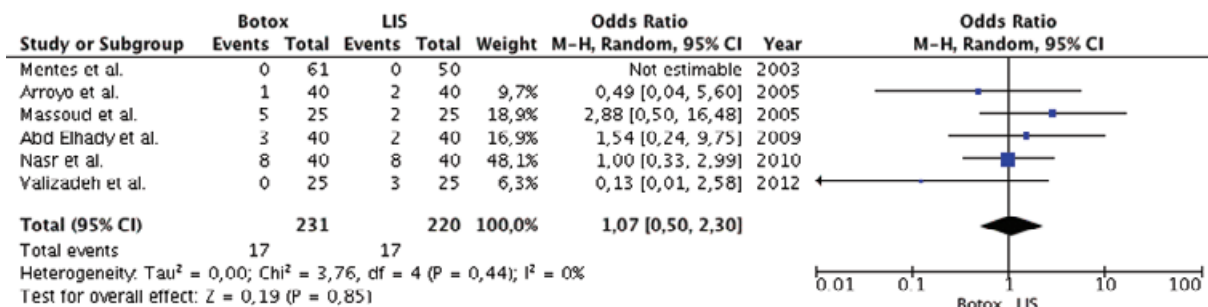 Botox LIS Odds Ratio Odds Ratio
Study or Subgroup Events Total Events Total Weight M-H, Random, 95% CI Year M-H, Random, 95% CI
Mentes et al. 0 61 0 50 Not estimable 2003
Arroyo et al. 1 40 2 40 9,7% 0,49 [0,04, 5,60] 2005
Massoud et al. 5 25 2 25 18,9% 2,88 [0,50, 16,48] 2005
Abd Elhady et al. 3 40 2 40 16,9% 1,54 [0,24, 9,75] 2009
Nasr et al. 8 40 8 40 48,1% 1,00 [0,33, 2,99] 2010
Valizadeh et al. 0 25 3 25 6,3% 0,13 [0,01, 2,58] 2012
Total (95% CI) 231 220 100,0% 1,07 [0,50, 2,30]
Total events 17 17
Heterogeneity: Tau² = 0,00; Chi² = 3,76, df = 4 (P = 0,44); I² = 0%
Test for overall effect: Z = 0,19 (P = 0,85)
0.01 0.1 1 10 100
Botox LIS